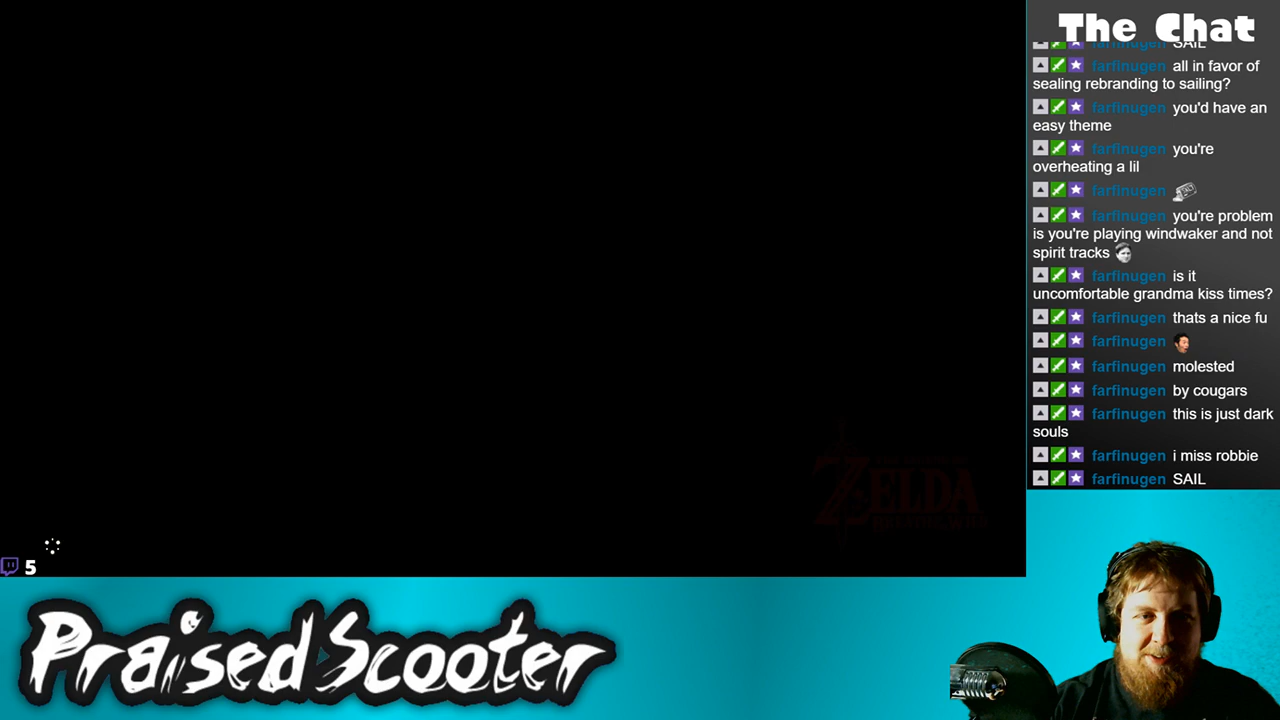 The Chat
farfinugen SAIL
farfinugen all in favor of
sealing rebranding to sailing?
farfinugen you'd have an
easy theme
farfinugen you're
overheating a lil
farfinugen
farfinugen you're problem
is you're playing windwaker and not
spirit tracks
farfinugen is it
uncomfortable grandma kiss times?
farfinugen thats a nice fu
farfinugen
farfinugen molested
farfinugen by cougars
farfinugen this is just dark
souls
farfinugen i miss robbie
farfinugen SAIL
ZELDA
5
PraisedScooter